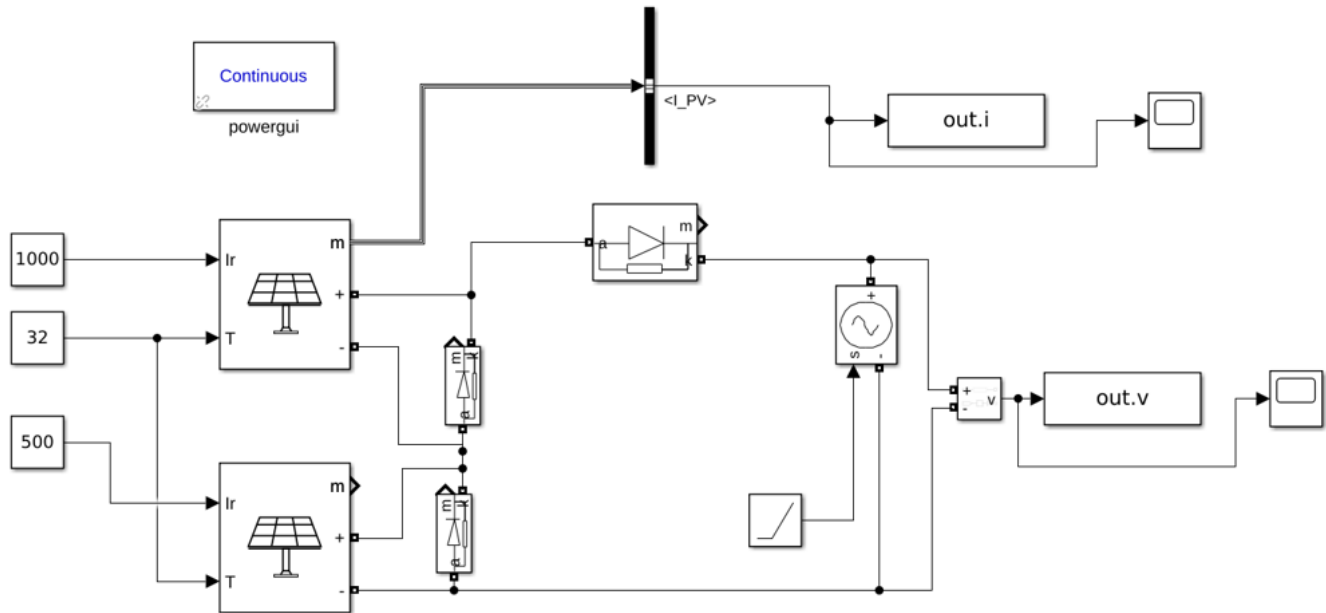 Continuous
powergui
<I_PV>
out.i
1000
Ir
m
+
-
T
32
a
m
k
m
k
a
+
s
-
+
-
v
out.v
500
Ir
m
+
-
T
m
k
a